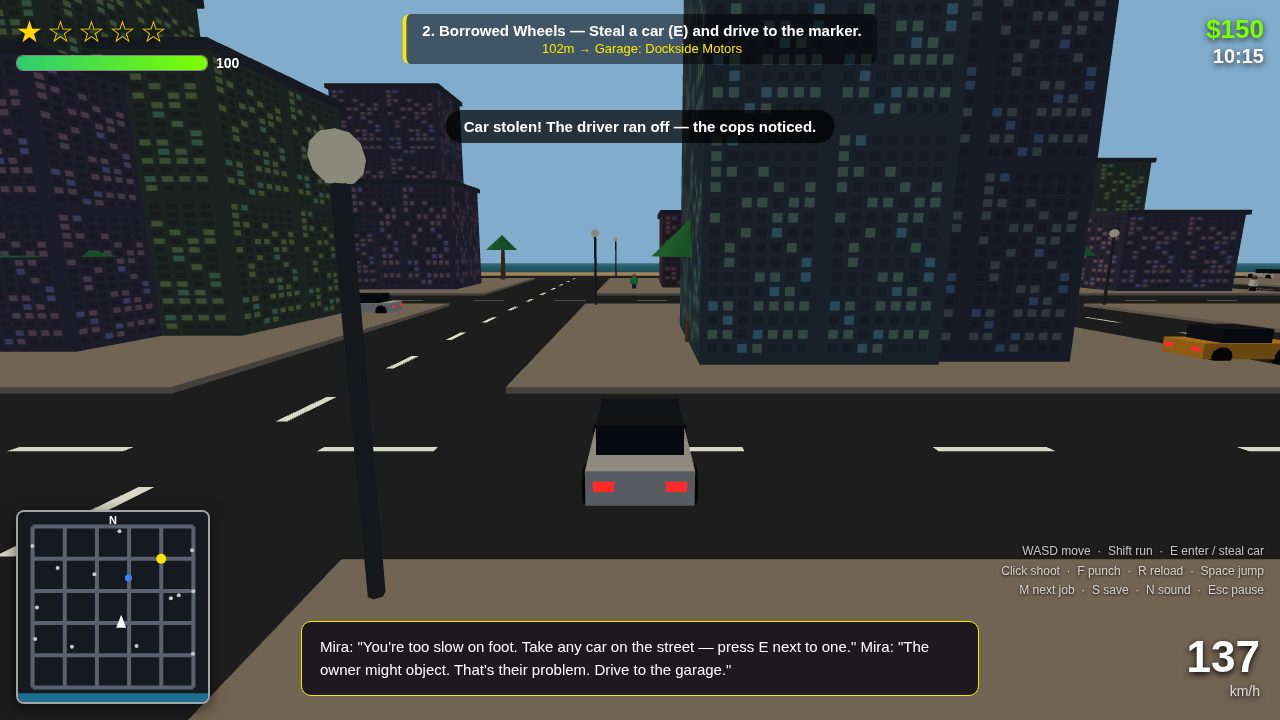 ★☆☆☆☆
100
2. Borrowed Wheels — Steal a car (E) and drive to the marker.
102m → Garage: Dockside Motors
$150
10:15
Car stolen! The driver ran off — the cops noticed.
N
WASD move · Shift run · E enter / steal car
Click shoot · F punch · R reload · Space jump
M next job · S save · N sound · Esc pause
Mira: "You're too slow on foot. Take any car on the street — press E next to one." Mira: "The
owner might object. That's their problem. Drive to the garage."
137
km/h